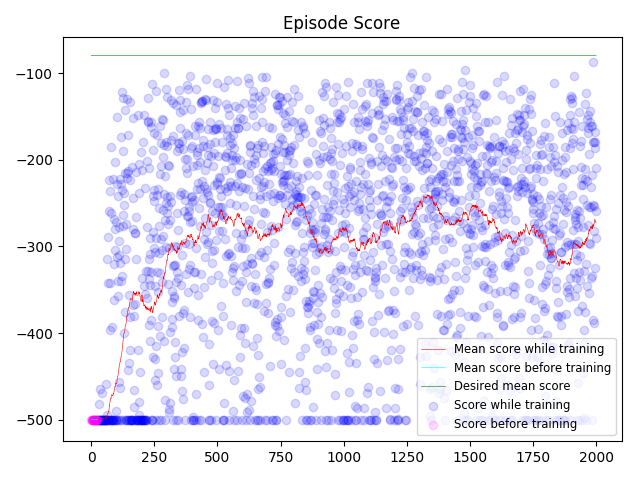 Episode Score
−100
−200
−300
−400
−500
Mean score while training
Mean score before training
Desired mean score
Score while training
Score before training
0 250 500 750 1000 1250 1500 1750 2000